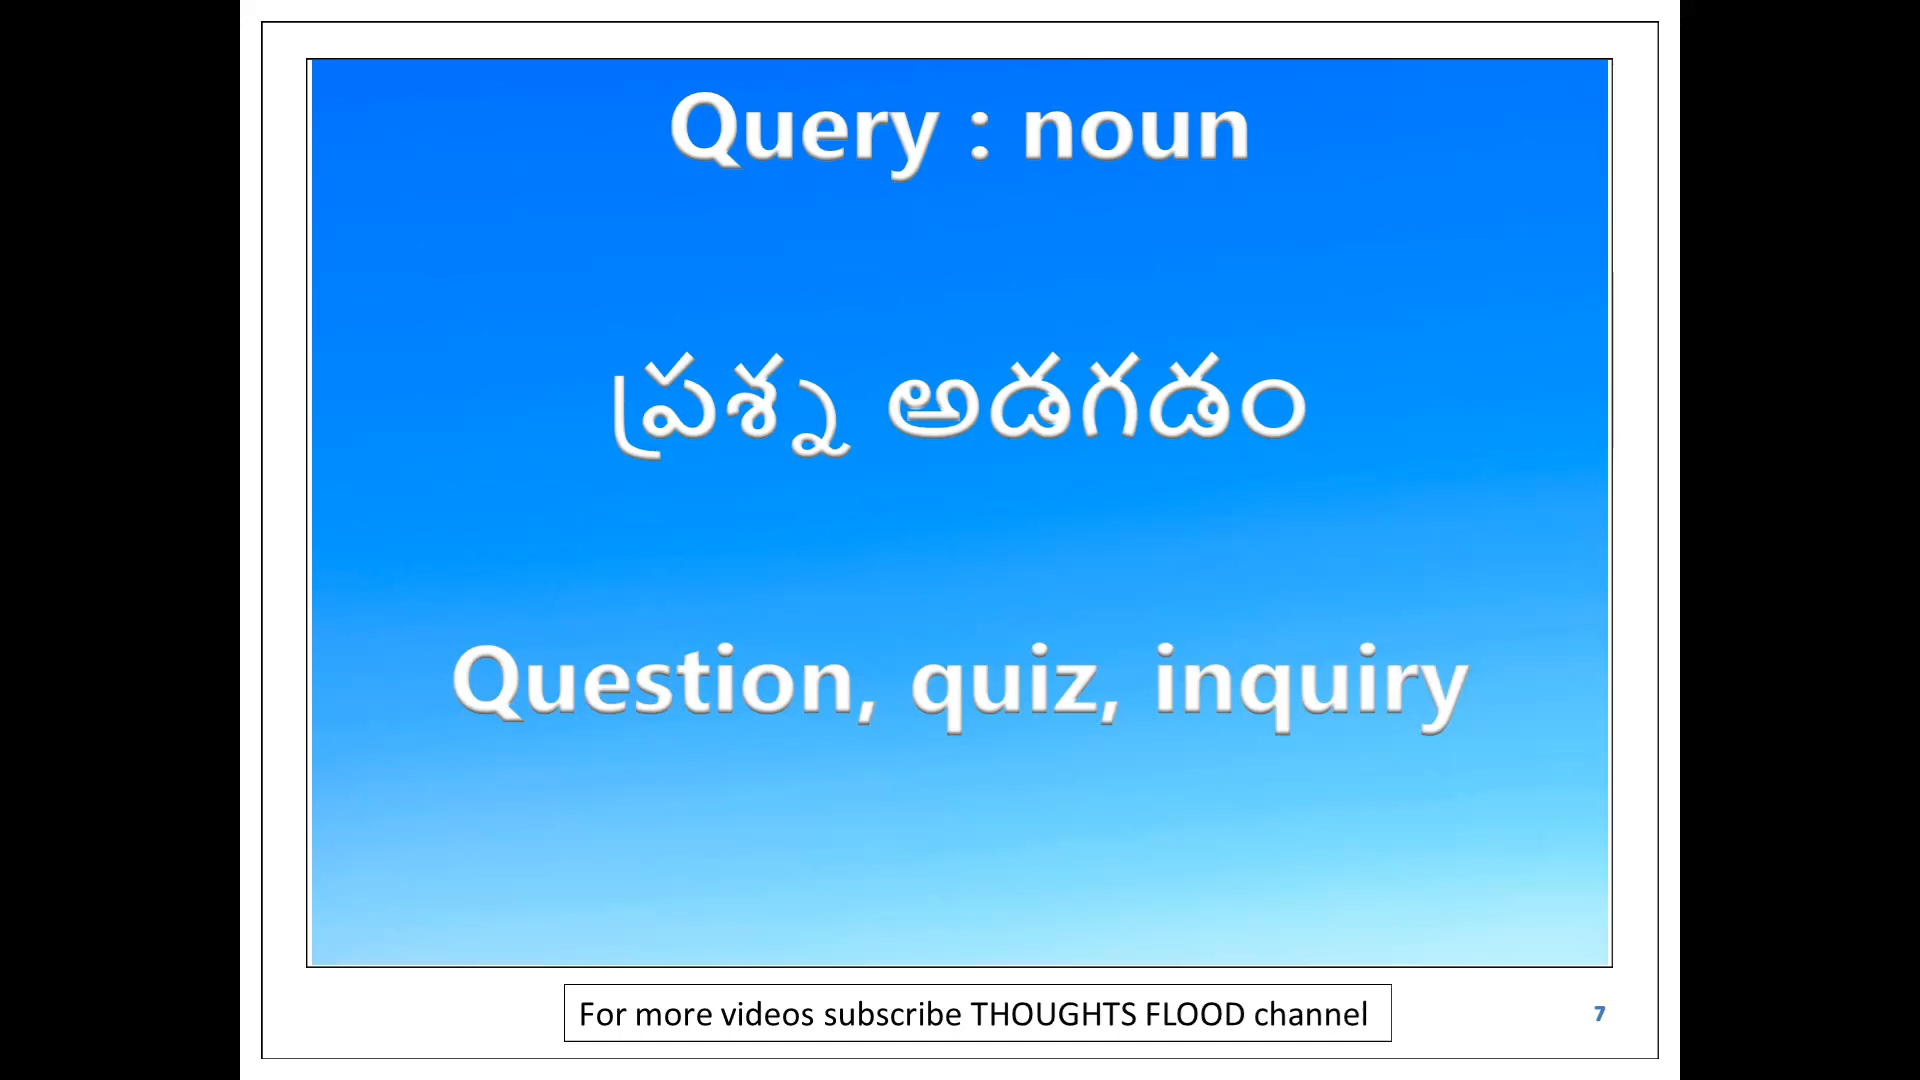 Query : noun
ప్రశ్న అడగడం
Question, quiz, inquiry
For more videos subscribe THOUGHTS FLOOD channel
7